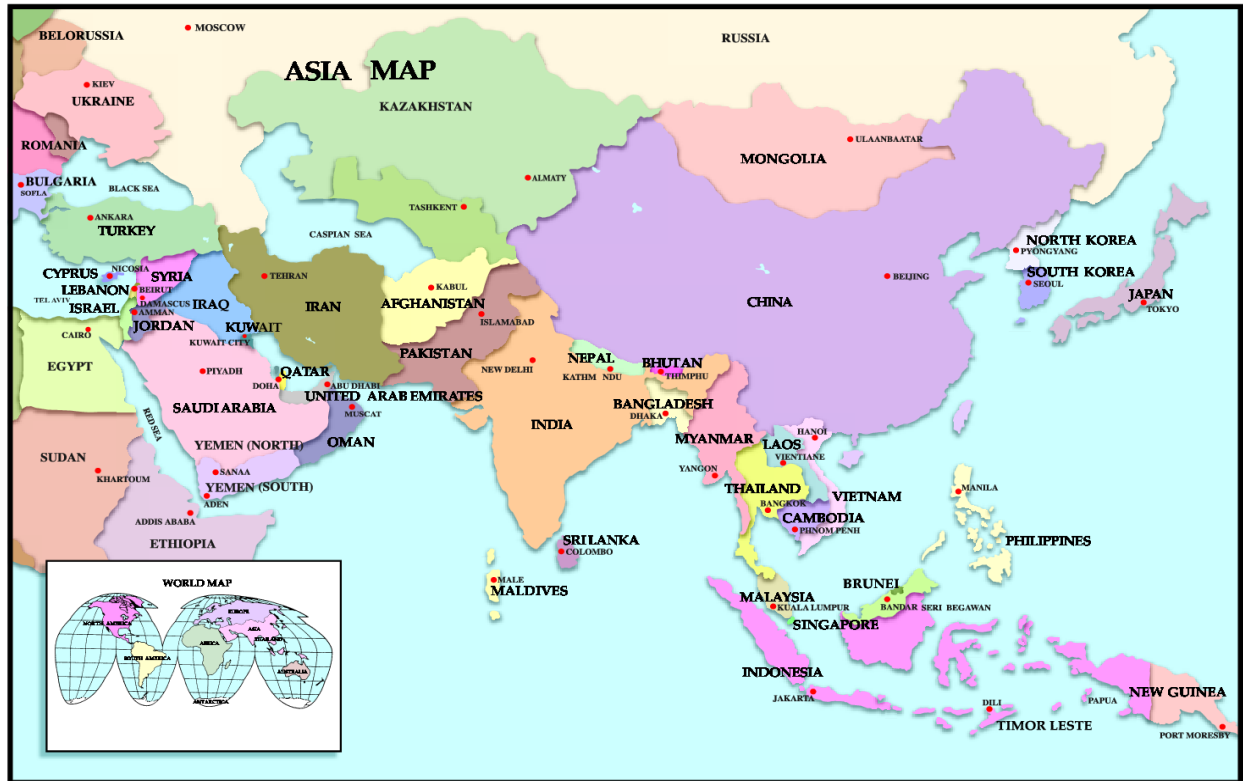 MOSCOW
RUSSIA
BELORUSSIA
ASIA MAP
KIEV
UKRAINE
KAZAKHSTAN
ROMANIA
ULAANBAATAR
MONGOLIA
BULGARIA
SOFLA
BLACK SEA
ALMATY
TASHKENT
ANKARA
TURKEY
CASPIAN SEA
NORTH KOREA
PYONGYANG
NICOSIA
CYPRUS
SYRIA
TEHRAN
BEIJING
SOUTH KOREA
SEOUL
LEBANON
BEIRUT
KABUL
TEL AVIV
DAMASCUS
IRAQ
IRAN
AFGHANISTAN
CHINA
JAPAN
TOKYO
ISRAEL
AMMAN
JORDAN
KUWAIT
ISLAMABAD
CAIRO
KUWAIT CITY
PAKISTAN
EGYPT
NEW DELHI
NEPAL
BHUTAN
PIYADH
QATAR
KATHM NDU
THIMPHU
DOHA
ABU DHABI
UNITED ARAB EMIRATES
SAUDI ARABIA
MUSCAT
BANGLADESH
DHAKA
RED SEA
INDIA
OMAN
YEMEN (NORTH)
MYANMAR
HANOI
LAOS
SUDAN
VIENTIANE
KHARTOUM
SANAA
YANGON
YEMEN (SOUTH)
THAILAND
VIETNAM
MANILA
ADEN
BANGKOK
ADDIS ABABA
CAMBODIA
PHNOM PENH
ETHIOPIA
SRI LANKA
COLOMBO
PHILIPPINES
MALE
MALDIVES
BRUNEI
MALAYSIA
KUALA LUMPUR
BANDAR SERI BEGAWAN
SINGAPORE
INDONESIA
JAKARTA
DILI
PAPUA
NEW GUINEA
TIMOR LESTE
PORT MORESBY
WORLD MAP
EUROPE
NORTH AMERICA
ASIA
THAILAND
AFRICA
SOUTH AMERICA
AUSTRALIA
ANTARCTICA